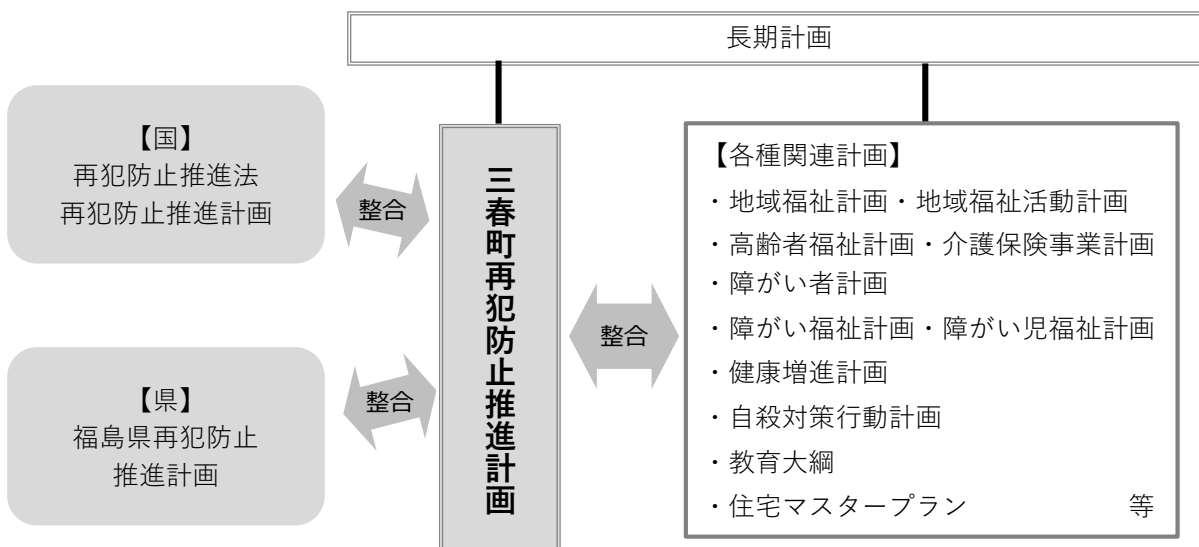 長期計画
【国】
再犯防止推進法
再犯防止推進計画
整合
【県】
福島県再犯防止
推進計画
整合
三春町再犯防止推進計画
整合
【各種関連計画】
・地域福祉計画・地域福祉活動計画
・高齢者福祉計画・介護保険事業計画
・障がい者計画
・障がい福祉計画・障がい児福祉計画
・健康増進計画
・自殺対策行動計画
・教育大綱
・住宅マスタープラン　　　　　　等